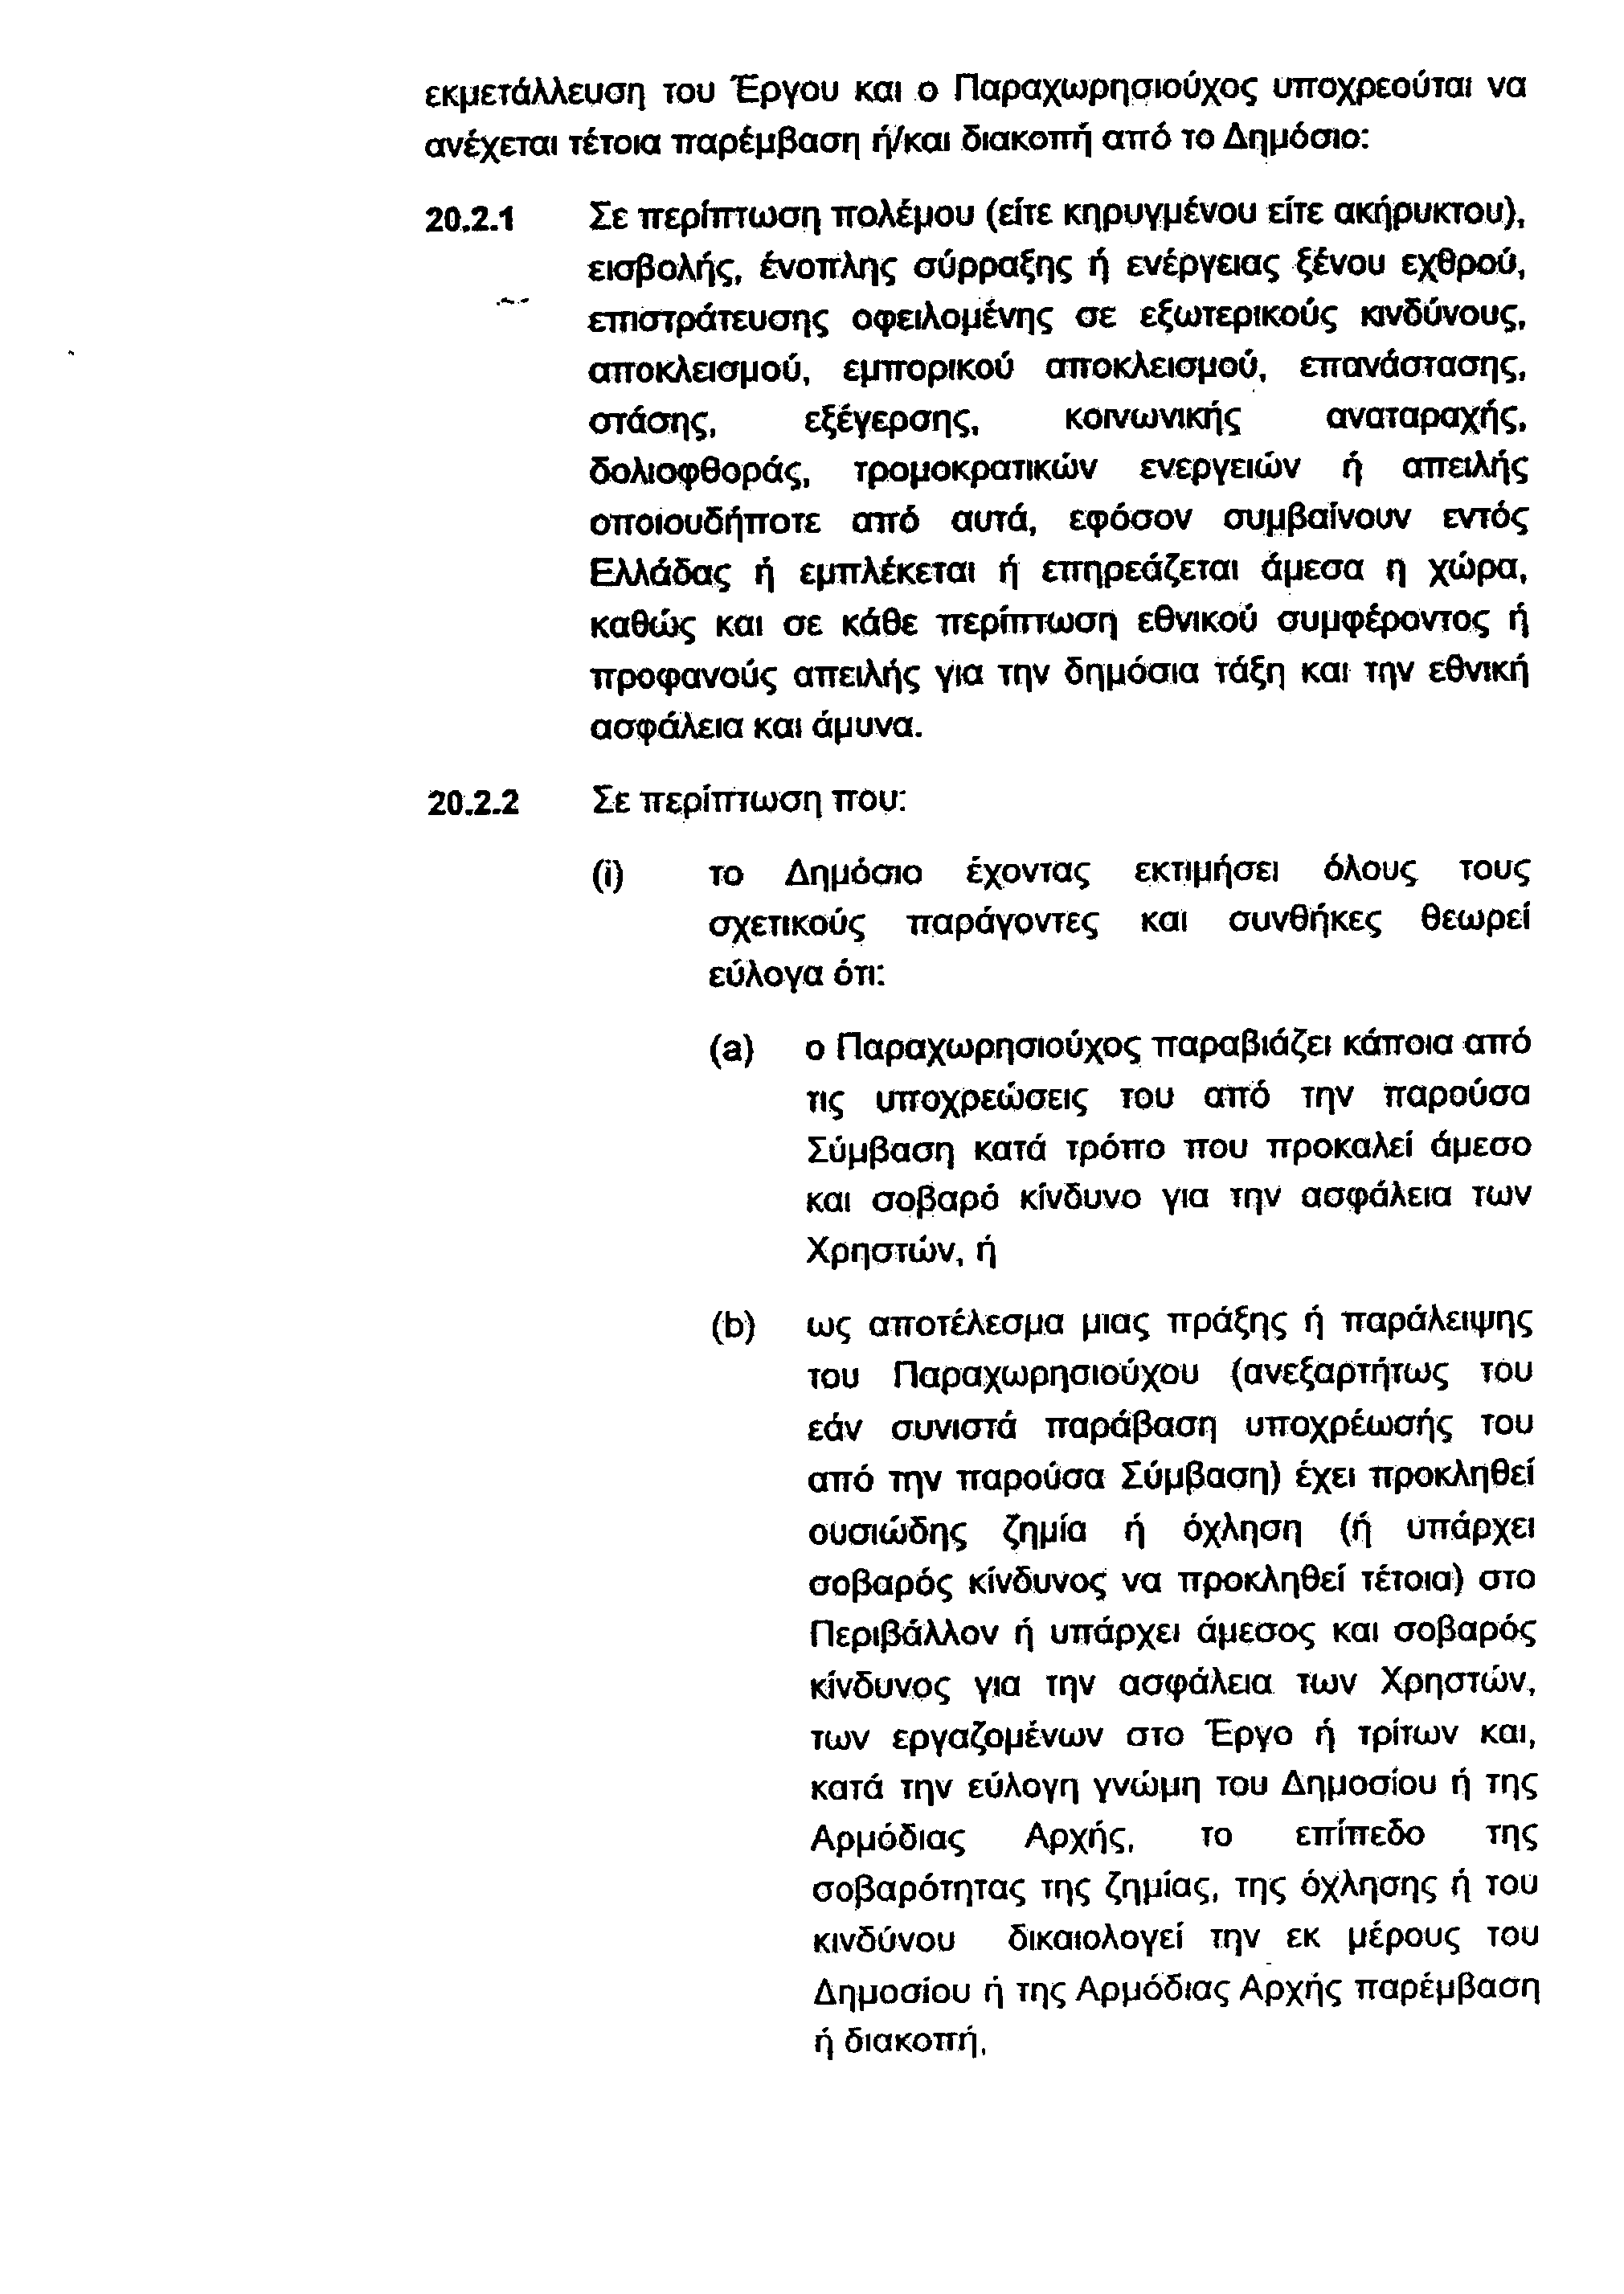 εκμετάλλευση του Έργου και ο Παραχωρησιούχος υποχρεούται να
ανέχεται τέτοια παρέμβαση ή/και διακοπή από το Δημόσιο:
20.2.1 Σε περίπτωση πολέμου (είτε κηρυγμένου είτε ακήρυκτου),
εισβολής, ένοπλης σύρραξης ή ενέργειας ξένου εχθρού,
επιστράτευσης οφειλομένης σε εξωτερικούς κινδύνους,
αποκλεισμού, εμπορικού αποκλεισμού, επανάστασης,
στάσης, εξέγερσης, κοινωνικής αναταραχής,
δολιοφθοράς, τρομοκρατικών ενεργειών ή απειλής
οποιουδήποτε από αυτά, εφόσον συμβαίνουν εντός
Ελλάδας ή εμπλέκεται ή επηρεάζεται άμεσα η χώρα,
καθώς και σε κάθε περίπτωση εθνικού συμφέροντος ή
προφανούς απειλής για την δημόσια τάξη και την εθνική
ασφάλεια και άμυνα.
20.2.2 Σε περίπτωση που:
(i) το Δημόσιο έχοντας εκτιμήσει όλους τους
σχετικούς παράγοντες και συνθήκες θεωρεί
εύλογα ότι:
(a) ο Παραχωρησιούχος παραβιάζει κάποια από
τις υποχρεώσεις του από την παρούσα
Σύμβαση κατά τρόπο που προκαλεί άμεσο
και σοβαρό κίνδυνο για την ασφάλεια των
Χρηστών, ή
(b) ως αποτέλεσμα μιας πράξης ή παράλειψης
του Παραχωρησιούχου (ανεξαρτήτως του
εάν συνιστά παράβαση υποχρέωσής του
από την παρούσα Σύμβαση) έχει προκληθεί
ουσιώδης ζημία ή όχληση (ή υπάρχει
σοβαρός κίνδυνος να προκληθεί τέτοια) στο
Περιβάλλον ή υπάρχει άμεσος και σοβαρός
κίνδυνος για την ασφάλεια των Χρηστών,
των εργαζομένων στο Έργο ή τρίτων και,
κατά την εύλογη γνώμη του Δημοσίου ή της
Αρμόδιας Αρχής, το επίπεδο της
σοβαρότητας της ζημίας, της όχλησης ή του
κινδύνου δικαιολογεί την εκ μέρους του
Δημοσίου ή της Αρμόδιας Αρχής παρέμβαση
ή διακοπή,